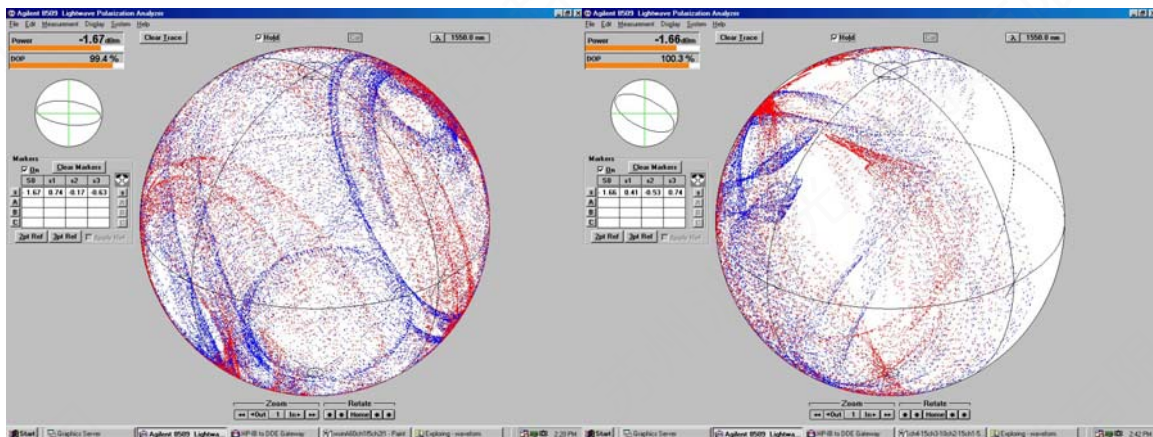 Agilent 8509 Lightwave Polarization Analyzer
File Edit Measurement Display System Help
Power -1.67 dBm
DOP 99.4 %
Clear Trace
Hold
λ 1550.0 nm
Markers
On
Clear Markers
S0 s1 s2 s3
-1.67 0.74 -0.17 -0.63
A
B
C
2pt Ref 3pt Ref Apply Ref
Zoom Rotate
Out 1 In Home
Start Graphics Server Agilent 8509 Lightwa... HP-IB to DDE Gateway Exploring - waveform 2:20 PM
Agilent 8509 Lightwave Polarization Analyzer
File Edit Measurement Display System Help
Power -1.66 dBm
DOP 100.3 %
Clear Trace
Hold
λ 1550.0 nm
Markers
On
Clear Markers
S0 s1 s2 s3
-1.66 0.41 -0.53 0.74
A
B
C
2pt Ref 3pt Ref Apply Ref
Zoom Rotate
Out 1 In Home
Start Graphics Server Agilent 8509 Lightwa... HP-IB to DDE Gateway Exploring - waveform 2:42 PM